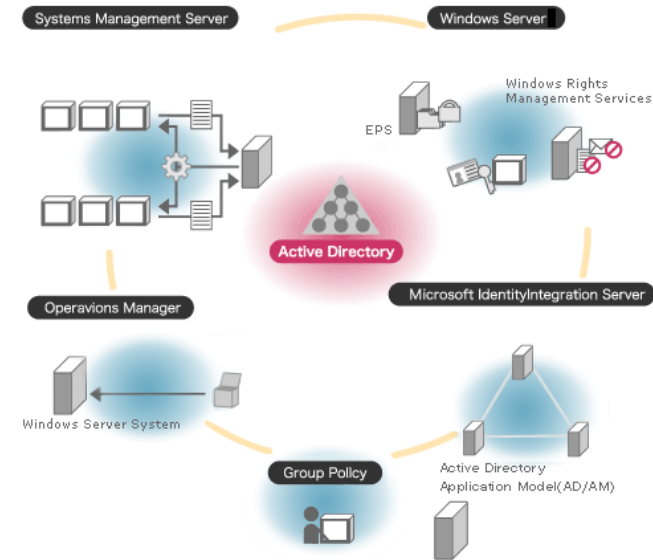 Systems Management Server
Windows Server
Windows Rights
Management Services
EPS
Active Directory
Operavions Manager
Microsoft IdentityIntegration Server
Windows Server System
Group Pollcy
Active Directory
Application Model(AD/AM)